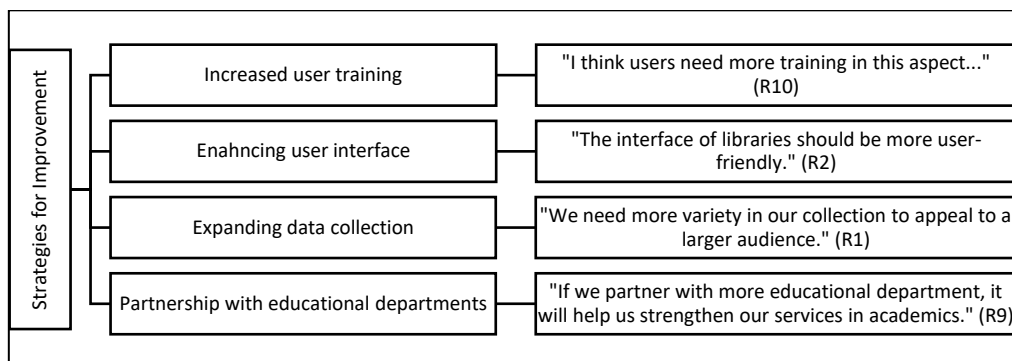 Strategies for Improvement
Increased user training
"I think users need more training in this aspect..."
(R10)
Enahncing user interface
"The interface of libraries should be more user-
friendly." (R2)
Expanding data collection
"We need more variety in our collection to appeal to a
larger audience." (R1)
Partnership with educational departments
"If we partner with more educational department, it
will help us strengthen our services in academics." (R9)